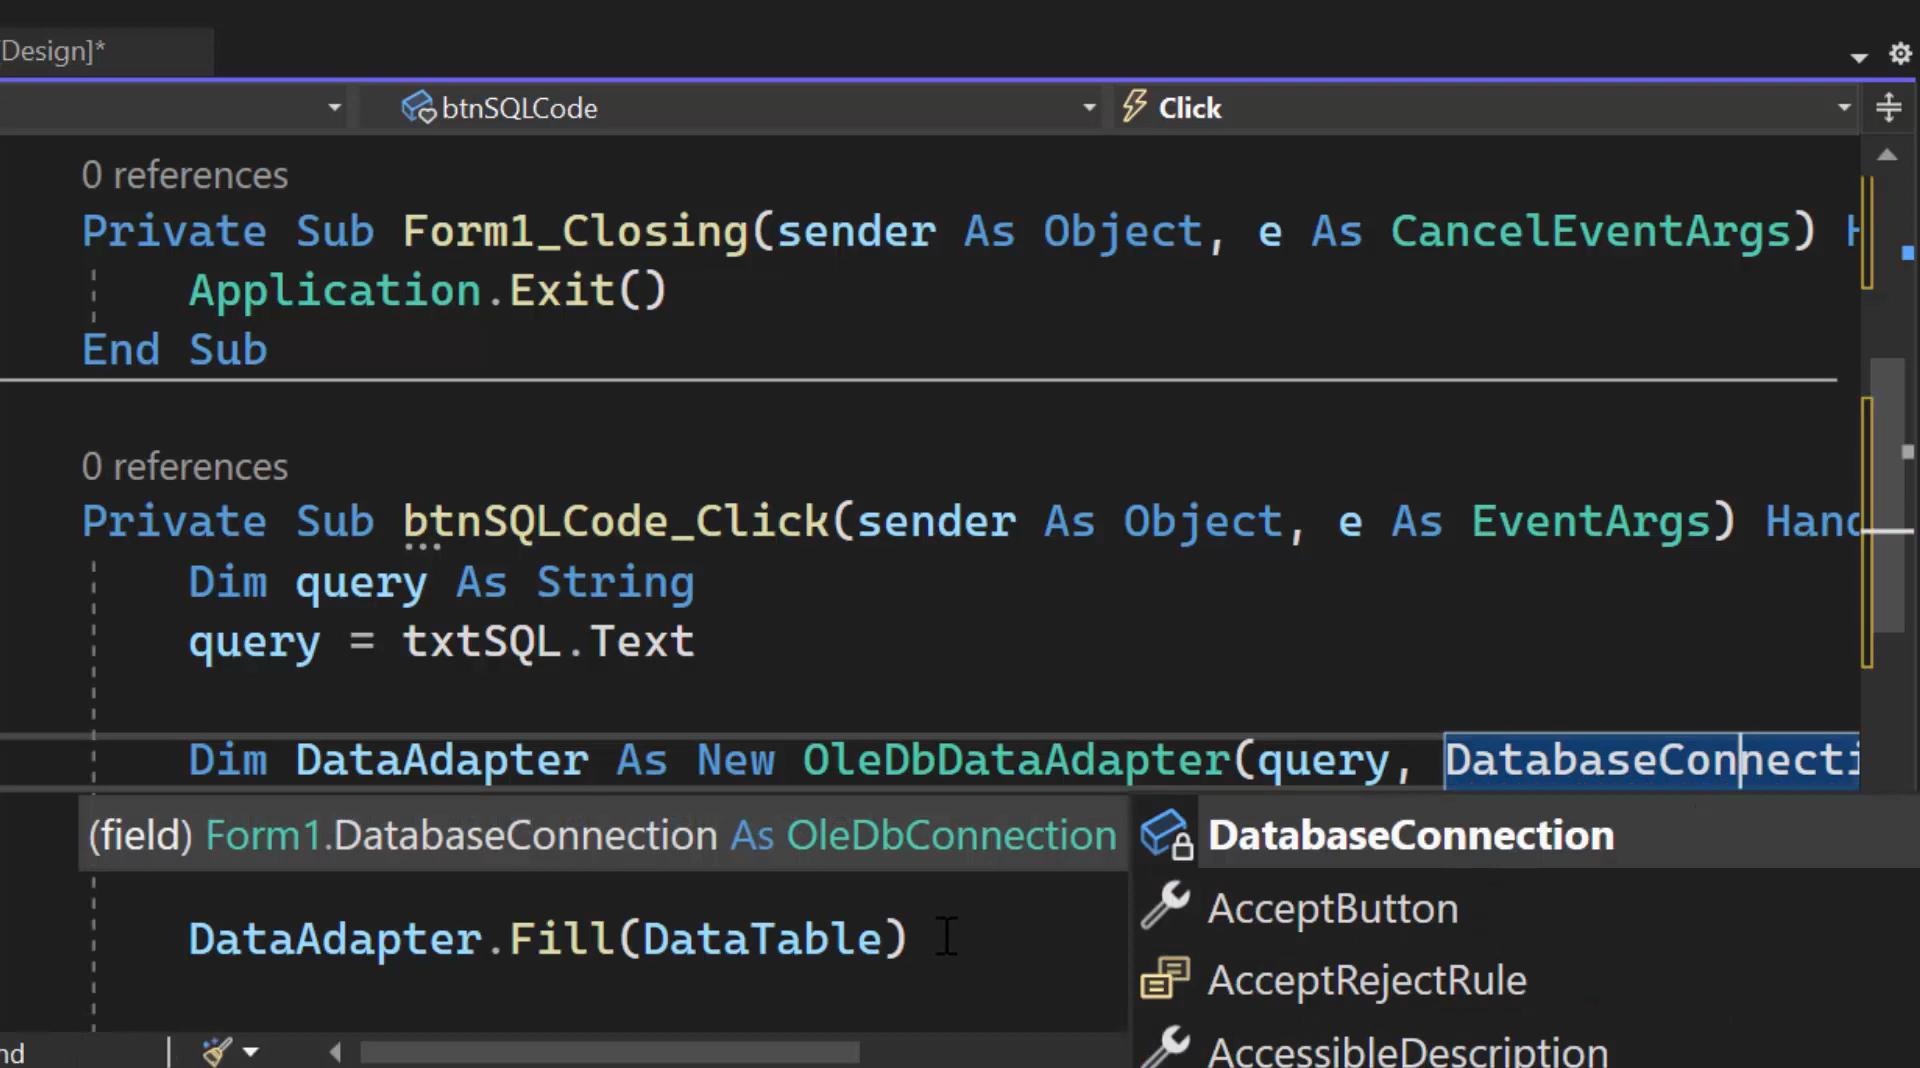 Design]*
btnSQLCode Click
0 references
Private Sub Form1_Closing(sender As Object, e As CancelEventArgs) H
Application.Exit()
End Sub
0 references
Private Sub btnSQLCode_Click(sender As Object, e As EventArgs) Hand
Dim query As String
query = txtSQL.Text
Dim DataAdapter As New OleDbDataAdapter(query, DatabaseConnecti
(field) Form1.DatabaseConnection As OleDbConnection
DatabaseConnection
AcceptButton
DataAdapter.Fill(DataTable)
AcceptRejectRule
AccessibleDescription
nd